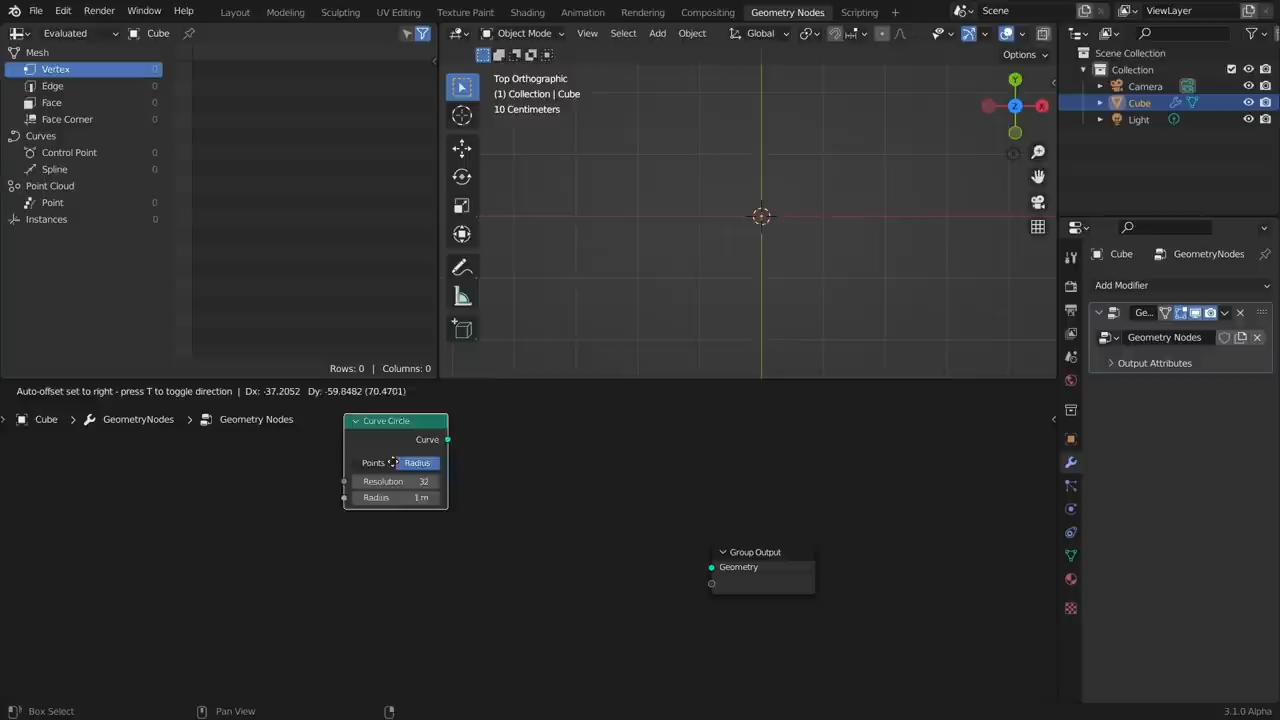 File Edit Render Window Help Layout Modeling Sculpting UV Editing Texture Paint Shading Animation Rendering Compositing Geometry Nodes Scripting + Scene ViewLayer
Evaluated Cube
Object Mode View Select Add Object Global
Options
Mesh
Vertex 0
Edge 0
Face 0
Face Corner 0
Curves
Control Point 0
Spline 0
Point Cloud
Point 0
Instances 0
Rows: 0 | Columns: 0
Top Orthographic
(1) Collection | Cube
10 Centimeters
Y
Z
X
Scene Collection
Collection
Camera
Cube
Light
Cube GeometryNodes
Add Modifier
Ge...
Geometry Nodes
Output Attributes
Auto-offset set to right - press T to toggle direction | Dx: -37.2052 Dy: -59.8482 (70.4701)
Cube GeometryNodes Geometry Nodes
Curve Circle
Curve
Points Radius
Resolution 32
Radius 1 m
Group Output
Geometry
Box Select
Pan View
3.1.0 Alpha